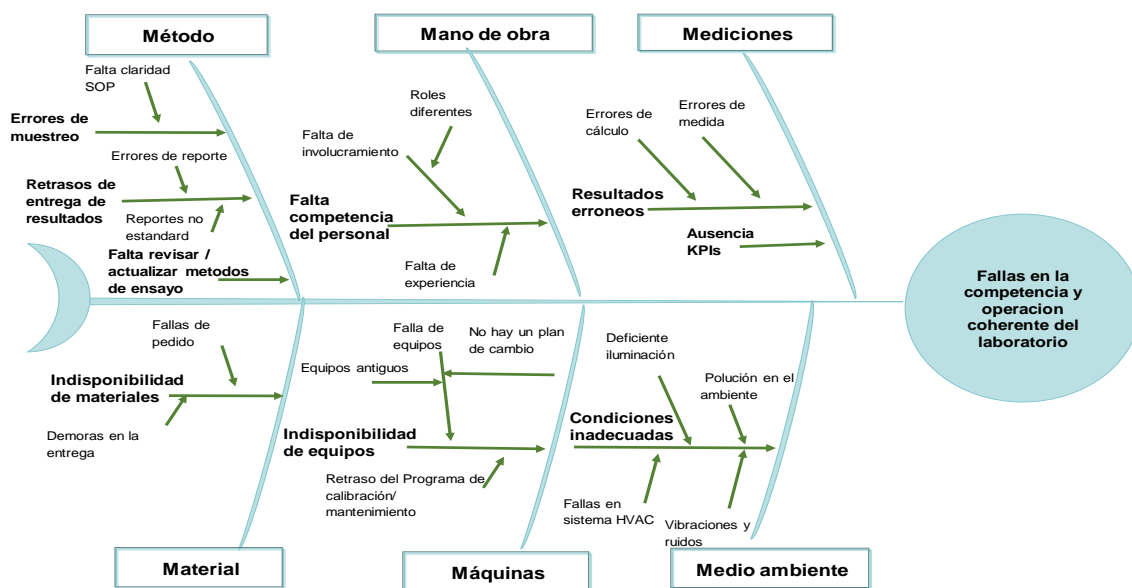 Método
Mano de obra
Mediciones
Falta claridad
SOP
Errores de
muestreo
Errores de reporte
Retrasos de
entrega de
resultados
Reportes no
estandard
Falta revisar /
actualizar metodos
de ensayo
Roles
diferentes
Falta de
involucramiento
Falta
competencia
del personal
Falta de
experiencia
Errores de
cálculo
Errores de
medida
Resultados
erroneos
Ausencia
KPIs
Fallas en la
competencia y
operacion
coherente del
laboratorio
Fallas de
pedido
Indisponibilidad
de materiales
Demoras en la
entrega
Falla de
equipos
No hay un plan
de cambio
Equipos antiguos
Indisponibilidad
de equipos
Retraso del Programa de
calibración/
mantenimiento
Deficiente
iluminación
Polución en el
ambiente
Condiciones
inadecuadas
Fallas en
sistema HVAC
Vibraciones y
ruidos
Material
Máquinas
Medio ambiente